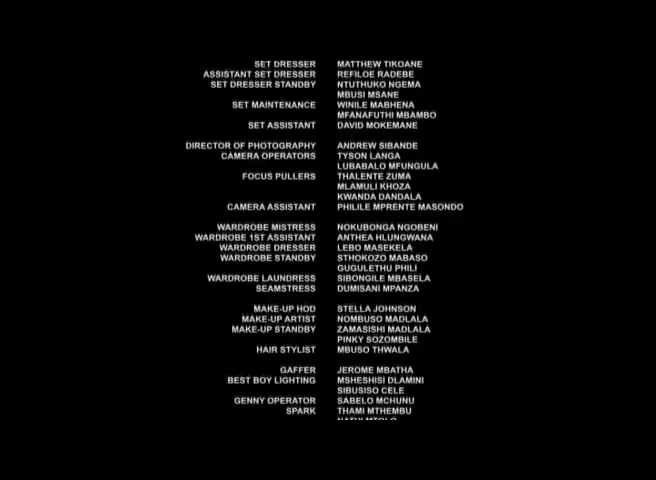 SET DRESSER MATTHEW TIKOANE
ASSISTANT SET DRESSER REFILOE RADEBE
SET DRESSER STANDBY NTUTHUKO NGEMA
MBUSI MSANE
SET MAINTENANCE WINILE MABHENA
MFANAFUTHI MBAMBO
SET ASSISTANT DAVID MOKEMANE
DIRECTOR OF PHOTOGRAPHY ANDREW SIBANDE
CAMERA OPERATORS TYSON LANGA
LUBABALO MFUNGULA
FOCUS PULLERS THALENTE ZUMA
MLAMULI KHOZA
KWANDA DANDALA
CAMERA ASSISTANT PHILILE MPRENTE MASONDO
WARDROBE MISTRESS NOKUBONGA NGOBENI
WARDROBE 1ST ASSISTANT ANTHEA HLUNGWANA
WARDROBE DRESSER LEBO MASEKELA
WARDROBE STANDBY STHOKOZO MABASO
GUGULETHU PHILI
WARDROBE LAUNDRESS SIBONGILE MBASELA
SEAMSTRESS DUMISANI MPANZA
MAKE-UP HOD STELLA JOHNSON
MAKE-UP ARTIST NOMBUSO MADLALA
MAKE-UP STANDBY ZAMASISHI MADLALA
PINKY SOZOMBILE
HAIR STYLIST MBUSO THWALA
GAFFER JEROME MBATHA
BEST BOY LIGHTING MSHESHISI DLAMINI
SIBUSISO CELE
GENNY OPERATOR SABELO MCHUNU
SPARK THAMI MTHEMBU